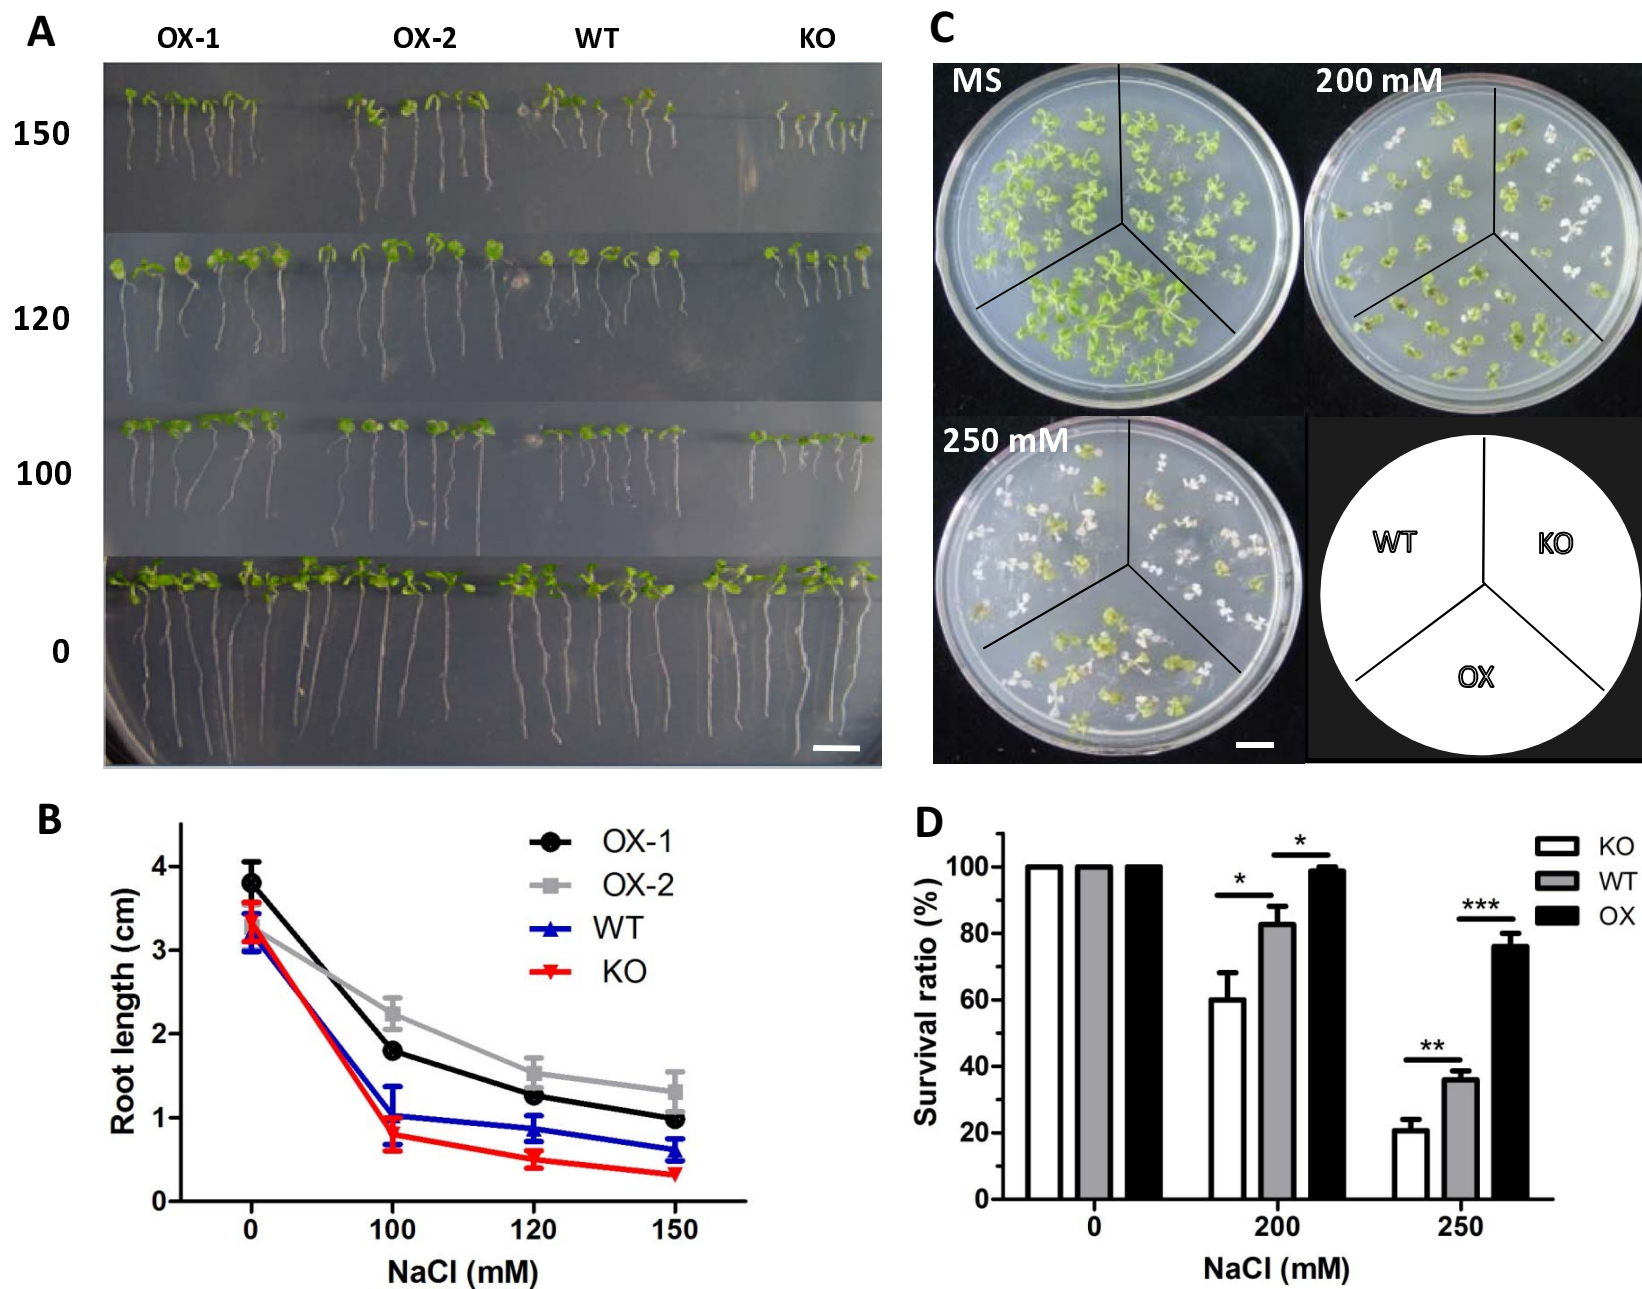 A
OX-1 OX-2 WT KO
150
120
100
0
B
Root length (cm)
4
3
2
1
0
0 100 120 150
NaCl (mM)
OX-1
OX-2
WT
KO
C
MS
200 mM
250 mM
WT
KO
OX
D
Survival ratio (%)
100
80
60
40
20
0
0 200 250
NaCl (mM)
* *
** ***
KO
WT
OX